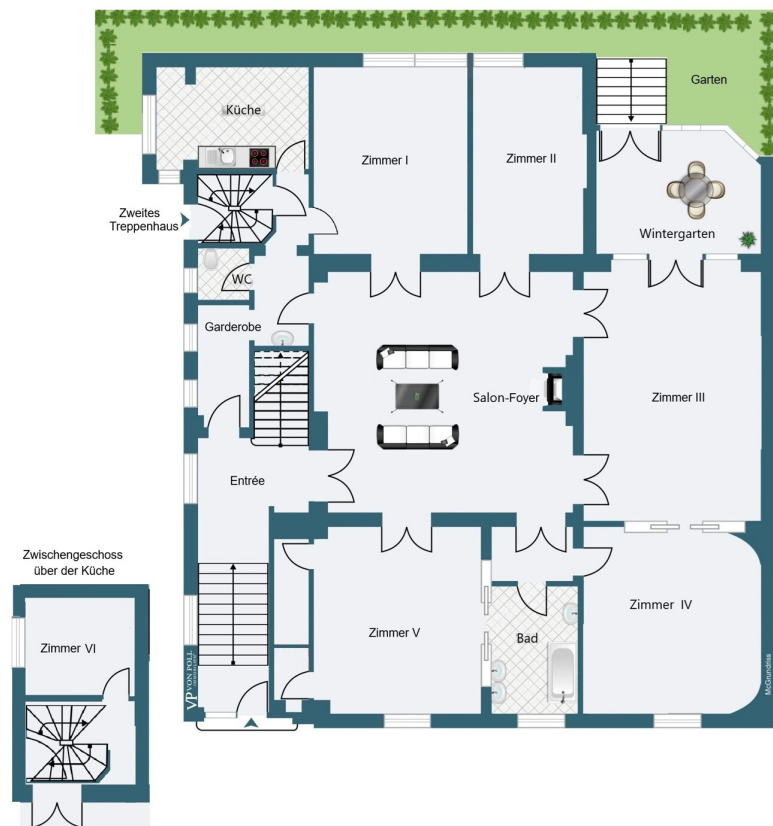 Garten
Küche
Zimmer I
Zimmer II
Zweites
Treppenhaus
Wintergarten
WC
Garderobe
Salon-Foyer
Zimmer III
Entrée
Zwischengeschoss
über der Küche
Zimmer VI
Zimmer V
Bad
Zimmer IV
VP VON POLL
McGrundriss